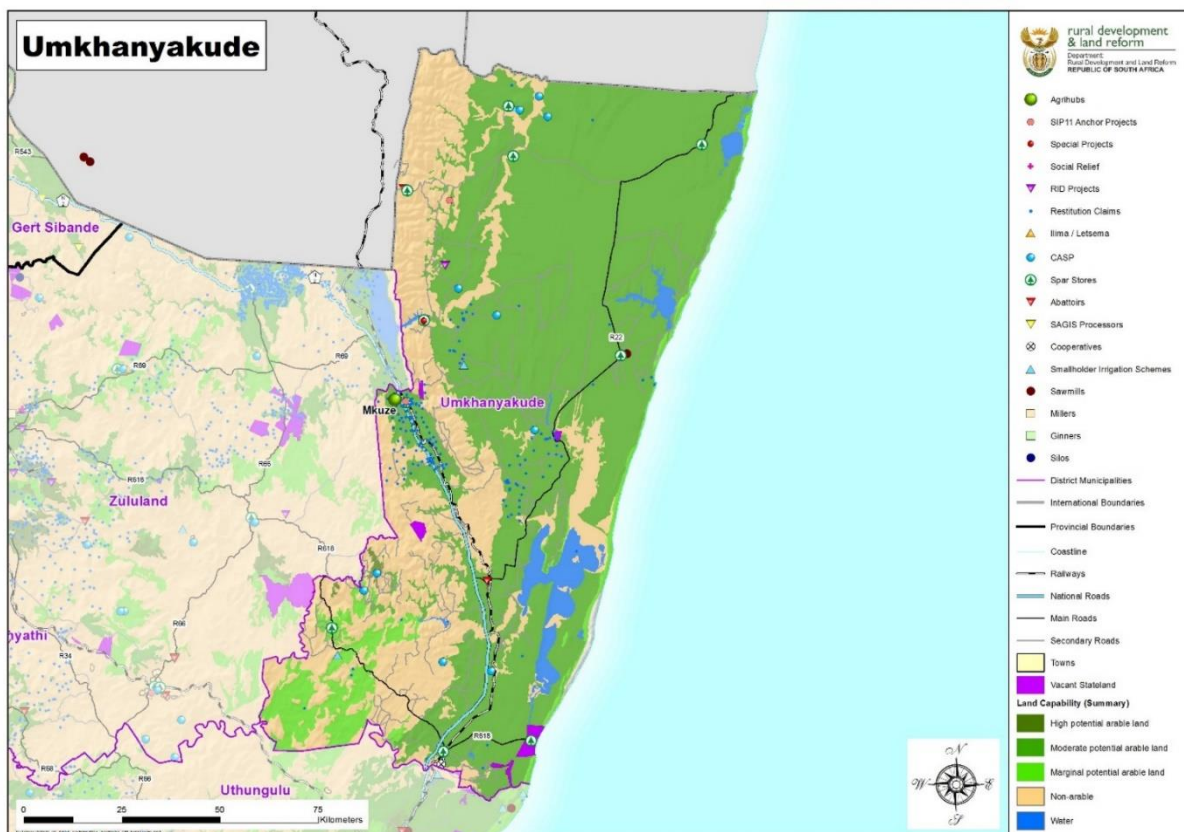 Umkhanyakude
rural development
& land reform
Department:
Rural Development and Land Reform
REPUBLIC OF SOUTH AFRICA
Agrihubs
SIP11 Anchor Projects
Special Projects
Social Relief
RID Projects
Restitution Claims
Ilima / Letsema
CASP
Spar Stores
Abattoirs
SAGIS Processors
Cooperatives
Smallholder Irrigation Schemes
Sawmills
Millers
Ginners
Silos
District Municipalities
International Boundaries
Provincial Boundaries
Coastline
Railways
National Roads
Main Roads
Secondary Roads
Towns
Vacant Stateland
Land Capability (Summary)
High potential arable land
Moderate potential arable land
Marginal potential arable land
Non-arable
Water
R543
Gert Sibande
R69
R22
R69
Mkuze
Umkhanyakude
R66
R618
Zululand
R618
R66
nyathi
R34
R618
R68
R66
Uthungulu
0 25 50 75
Kilometers
N
W E
S